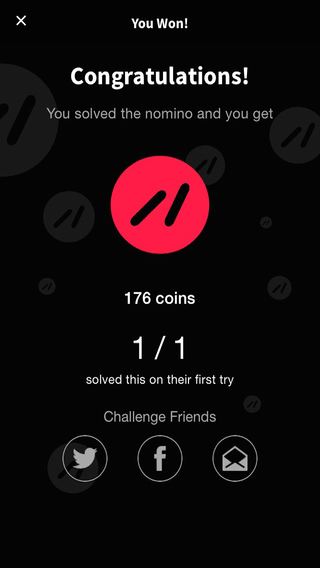 You Won!
Congratulations!
You solved the nomino and you get
176 coins
1 / 1
solved this on their first try
Challenge Friends